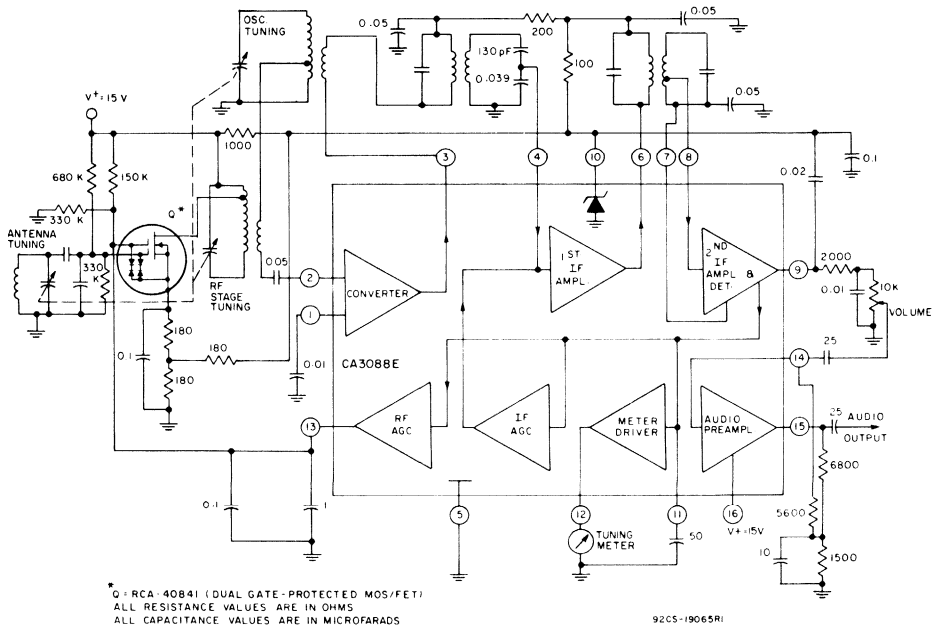 OSC.
TUNING
0.05
200
0.05
130 pF
0.039
100
0.05
V+ = 15 V
1000
3
4
10
6
7
8
0.1
680 K
150 K
0.02
330 K
Q*
ANTENNA
TUNING
330
K
RF
STAGE
TUNING
.005
2
1
CONVERTER
1ST
IF
AMPL.
2ND
IF
AMPL &
DET.
9
2000
0.01
10K
VOLUME
180
0.1
180
180
0.01
CA3088E
14
25
13
RF
AGC
IF
AGC
METER
DRIVER
AUDIO
PREAMPL
15
25
AUDIO
OUTPUT
6800
0.1
1
5
12
11
16
V+=15V
5600
TUNING
METER
50
10
1500
* Q = RCA-40841 (DUAL GATE-PROTECTED MOS/FET)
ALL RESISTANCE VALUES ARE IN OHMS
ALL CAPACITANCE VALUES ARE IN MICROFARADS
92CS-19065R1